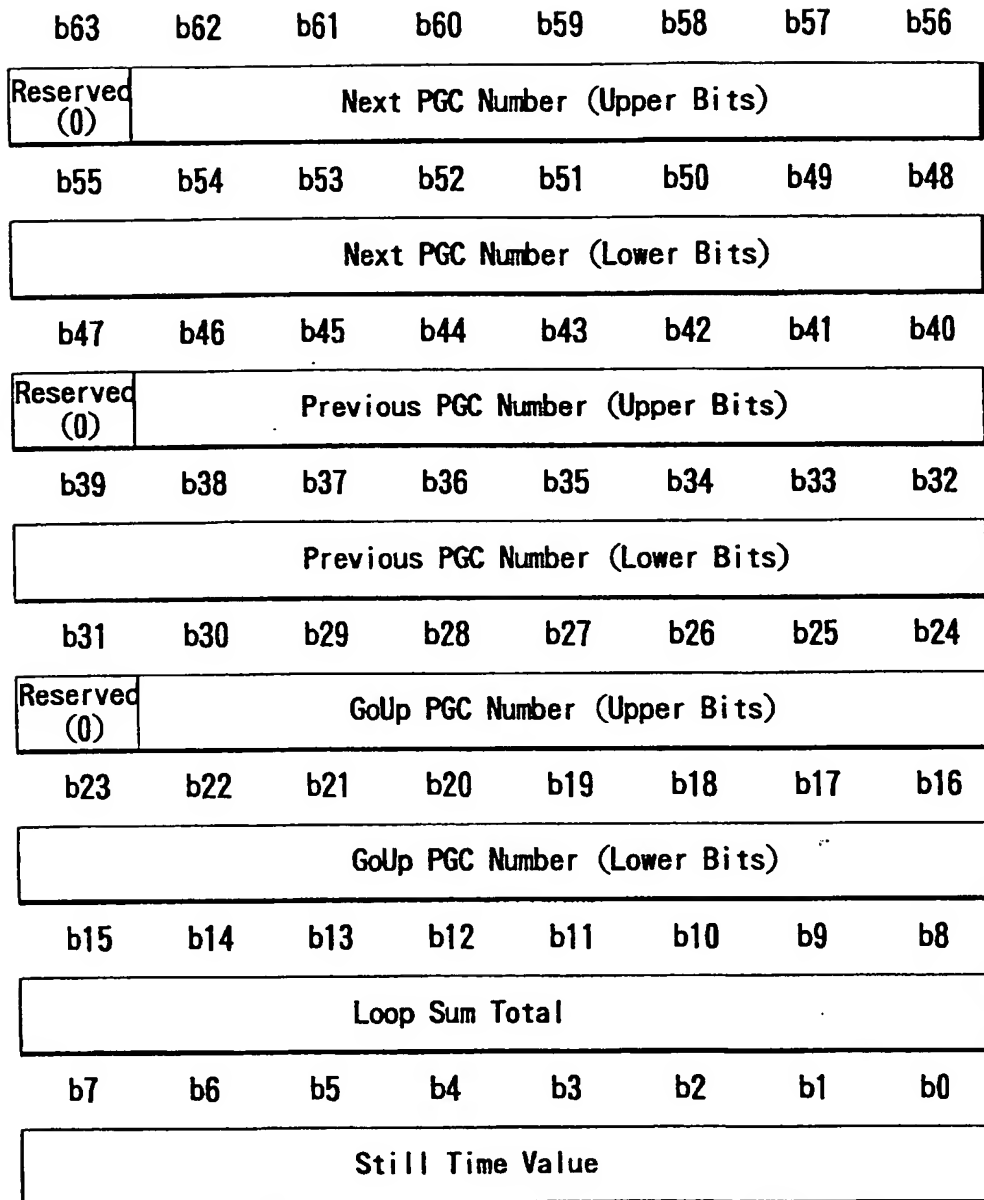 b63 b62 b61 b60 b59 b58 b57 b56
Reserved
(0)
Next PGC Number (Upper Bits)
b55 b54 b53 b52 b51 b50 b49 b48
Next PGC Number (Lower Bits)
b47 b46 b45 b44 b43 b42 b41 b40
Reserved
(0)
Previous PGC Number (Upper Bits)
b39 b38 b37 b36 b35 b34 b33 b32
Previous PGC Number (Lower Bits)
b31 b30 b29 b28 b27 b26 b25 b24
Reserved
(0)
GoUp PGC Number (Upper Bits)
b23 b22 b21 b20 b19 b18 b17 b16
GoUp PGC Number (Lower Bits)
b15 b14 b13 b12 b11 b10 b9 b8
Loop Sum Total
b7 b6 b5 b4 b3 b2 b1 b0
Still Time Value